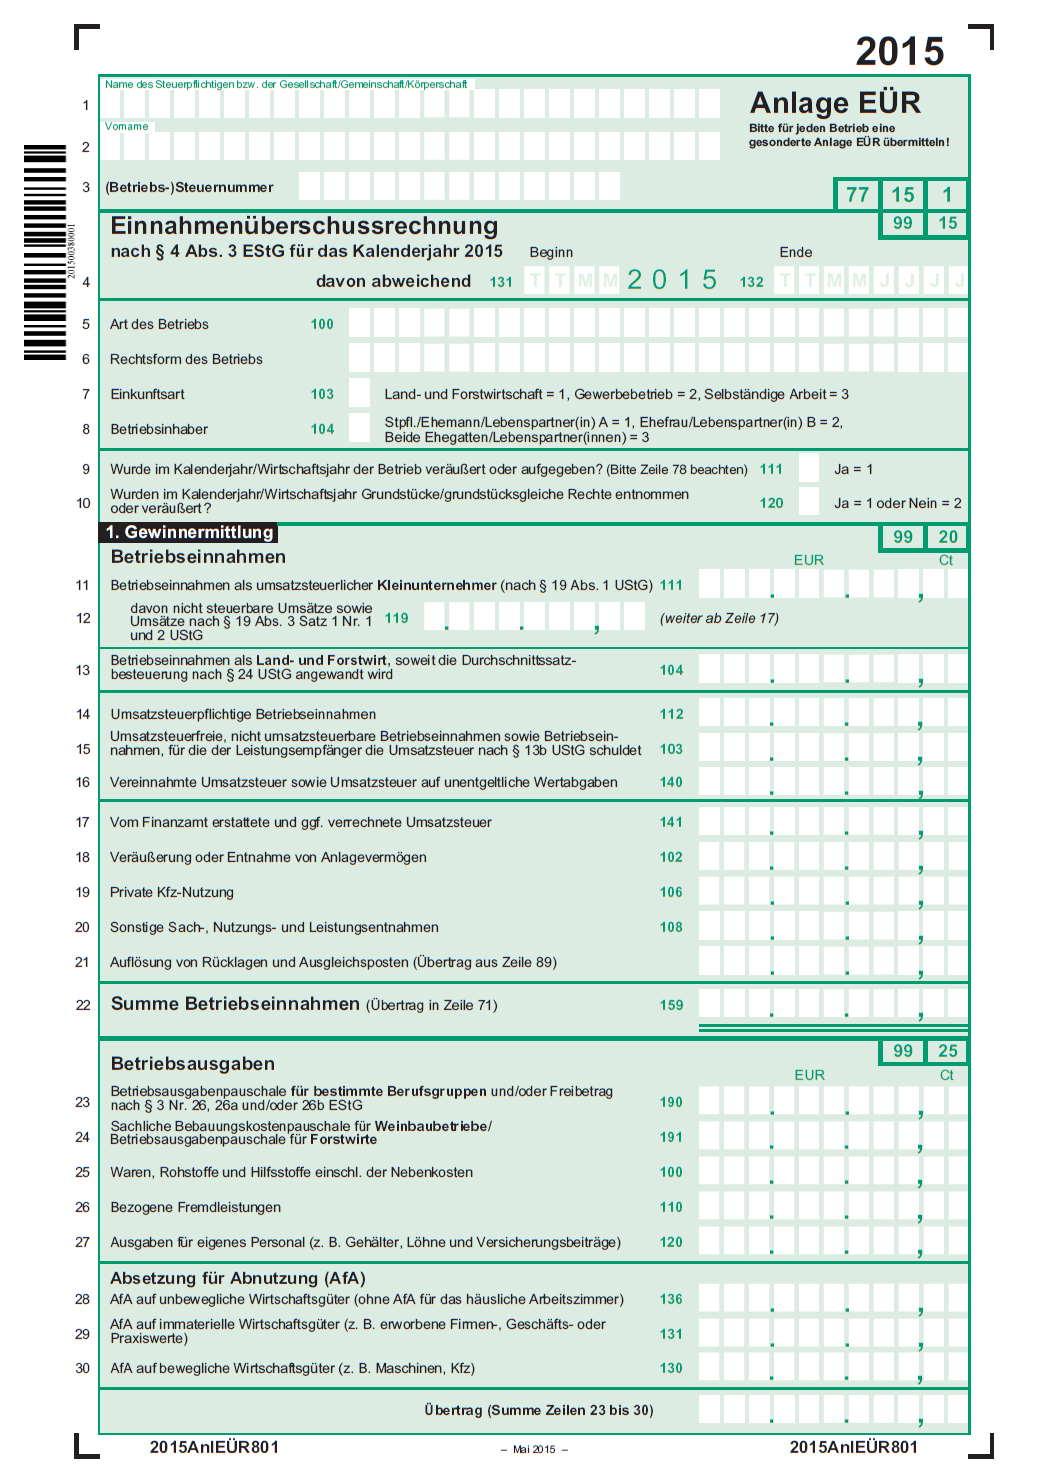 2015
Name des Steuerpflichtigen bzw. der Gesellschaft/Gemeinschaft/Körperschaft
1
Anlage EÜR
Vorname
Bitte für jeden Betrieb eine
gesonderte Anlage EÜR übermitteln!
2
3 (Betriebs-)Steuernummer
77 15 1
201500380001
Einnahmenüberschussrechnung
99 15
nach § 4 Abs. 3 EStG für das Kalenderjahr 2015 Beginn Ende
4 davon abweichend 131 T T M M 2 0 1 5 132 T T M M J J J J
5 Art des Betriebs 100
6 Rechtsform des Betriebs
7 Einkunftsart 103 Land- und Forstwirtschaft = 1, Gewerbebetrieb = 2, Selbständige Arbeit = 3
8 Betriebsinhaber 104 Stpfl./Ehemann/Lebenspartner(in) A = 1, Ehefrau/Lebenspartner(in) B = 2,
Beide Ehegatten/Lebenspartner(innen) = 3
9 Wurde im Kalenderjahr/Wirtschaftsjahr der Betrieb veräußert oder aufgegeben? (Bitte Zeile 78 beachten) 111 Ja = 1
10 Wurden im Kalenderjahr/Wirtschaftsjahr Grundstücke/grundstücksgleiche Rechte entnommen
oder veräußert? 120 Ja = 1 oder Nein = 2
1. Gewinnermittlung 99 20
Betriebseinnahmen EUR Ct
11 Betriebseinnahmen als umsatzsteuerlicher Kleinunternehmer (nach § 19 Abs. 1 UStG) 111
12 davon nicht steuerbare Umsätze sowie
Umsätze nach § 19 Abs. 3 Satz 1 Nr. 1 119 (weiter ab Zeile 17)
und 2 UStG
13 Betriebseinnahmen als Land- und Forstwirt, soweit die Durchschnittssatz-
besteuerung nach § 24 UStG angewandt wird 104
14 Umsatzsteuerpflichtige Betriebseinnahmen 112
15 Umsatzsteuerfreie, nicht umsatzsteuerbare Betriebseinnahmen sowie Betriebsein-
nahmen, für die der Leistungsempfänger die Umsatzsteuer nach § 13b UStG schuldet 103
16 Vereinnahmte Umsatzsteuer sowie Umsatzsteuer auf unentgeltliche Wertabgaben 140
17 Vom Finanzamt erstattete und ggf. verrechnete Umsatzsteuer 141
18 Veräußerung oder Entnahme von Anlagevermögen 102
19 Private Kfz-Nutzung 106
20 Sonstige Sach-, Nutzungs- und Leistungsentnahmen 108
21 Auflösung von Rücklagen und Ausgleichsposten (Übertrag aus Zeile 89)
22 Summe Betriebseinnahmen (Übertrag in Zeile 71) 159
99 25
Betriebsausgaben EUR Ct
23 Betriebsausgabenpauschale für bestimmte Berufsgruppen und/oder Freibetrag
nach § 3 Nr. 26, 26a und/oder 26b EStG 190
24 Sachliche Bebauungskostenpauschale für Weinbaubetriebe/
Betriebsausgabenpauschale für Forstwirte 191
25 Waren, Rohstoffe und Hilfsstoffe einschl. der Nebenkosten 100
26 Bezogene Fremdleistungen 110
27 Ausgaben für eigenes Personal (z. B. Gehälter, Löhne und Versicherungsbeiträge) 120
Absetzung für Abnutzung (AfA)
28 AfA auf unbewegliche Wirtschaftsgüter (ohne AfA für das häusliche Arbeitszimmer) 136
29 AfA auf immaterielle Wirtschaftsgüter (z. B. erworbene Firmen-, Geschäfts- oder
Praxiswerte) 131
30 AfA auf bewegliche Wirtschaftsgüter (z. B. Maschinen, Kfz) 130
Übertrag (Summe Zeilen 23 bis 30)
2015AnlEÜR801 – Mai 2015 – 2015AnlEÜR801